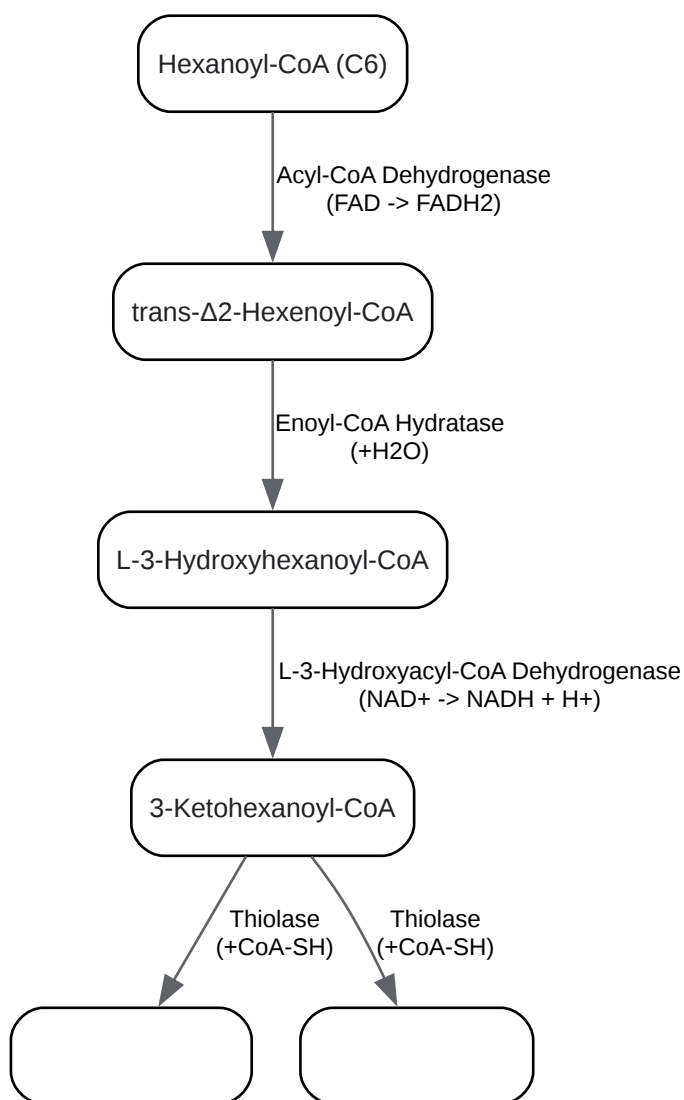 Hexanoyl-CoA (C6)
Acyl-CoA Dehydrogenase
(FAD -> FADH2)
trans-Δ2-Hexenoyl-CoA
Enoyl-CoA Hydratase
(+H2O)
L-3-Hydroxyhexanoyl-CoA
L-3-Hydroxyacyl-CoA Dehydrogenase
(NAD+ -> NADH + H+)
3-Ketohexanoyl-CoA
Thiolase
(+CoA-SH)
Thiolase
(+CoA-SH)